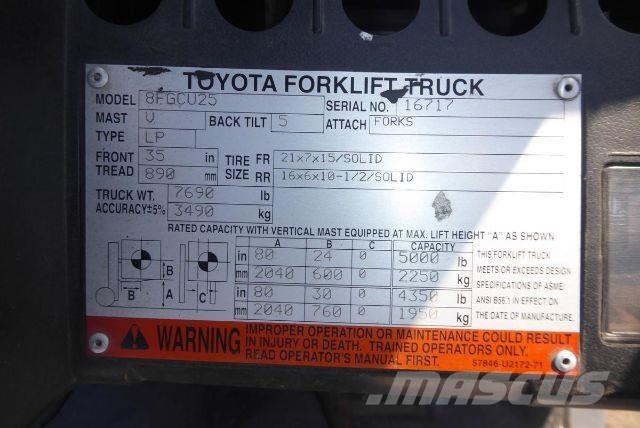 TOYOTA FORKLIFT TRUCK
MODEL 8FGCU25 SERIAL NO. 16717
MAST V BACK TILT 5 ATTACH FORKS
TYPE LP
FRONT TREAD 35 in TIRE SIZE FR 21x7x15/SOLID
890 mm RR 16x6x10-1/2/SOLID
TRUCK WT. 7690 lb
ACCURACY±5% 3490 kg
RATED CAPACITY WITH VERTICAL MAST EQUIPPED AT MAX. LIFT HEIGHT "A" AS SHOWN
A B C CAPACITY
in 80 24 0 5000 lb
mm 2040 600 0 2250 kg
in 80 30 0 4350 lb
mm 2040 760 0 1950 kg
B
B A C
THIS FORKLIFT TRUCK
MEETS OR EXCEEDS DESIGN
SPECIFICATIONS OF ASME
ANSI B56.1 IN EFFECT ON
THE DATE OF MANUFACTURE.
WARNING
IMPROPER OPERATION OR MAINTENANCE COULD RESULT
IN INJURY OR DEATH. TRAINED OPERATORS ONLY.
READ OPERATOR'S MANUAL FIRST.
57846-U2172-71
MASCUS